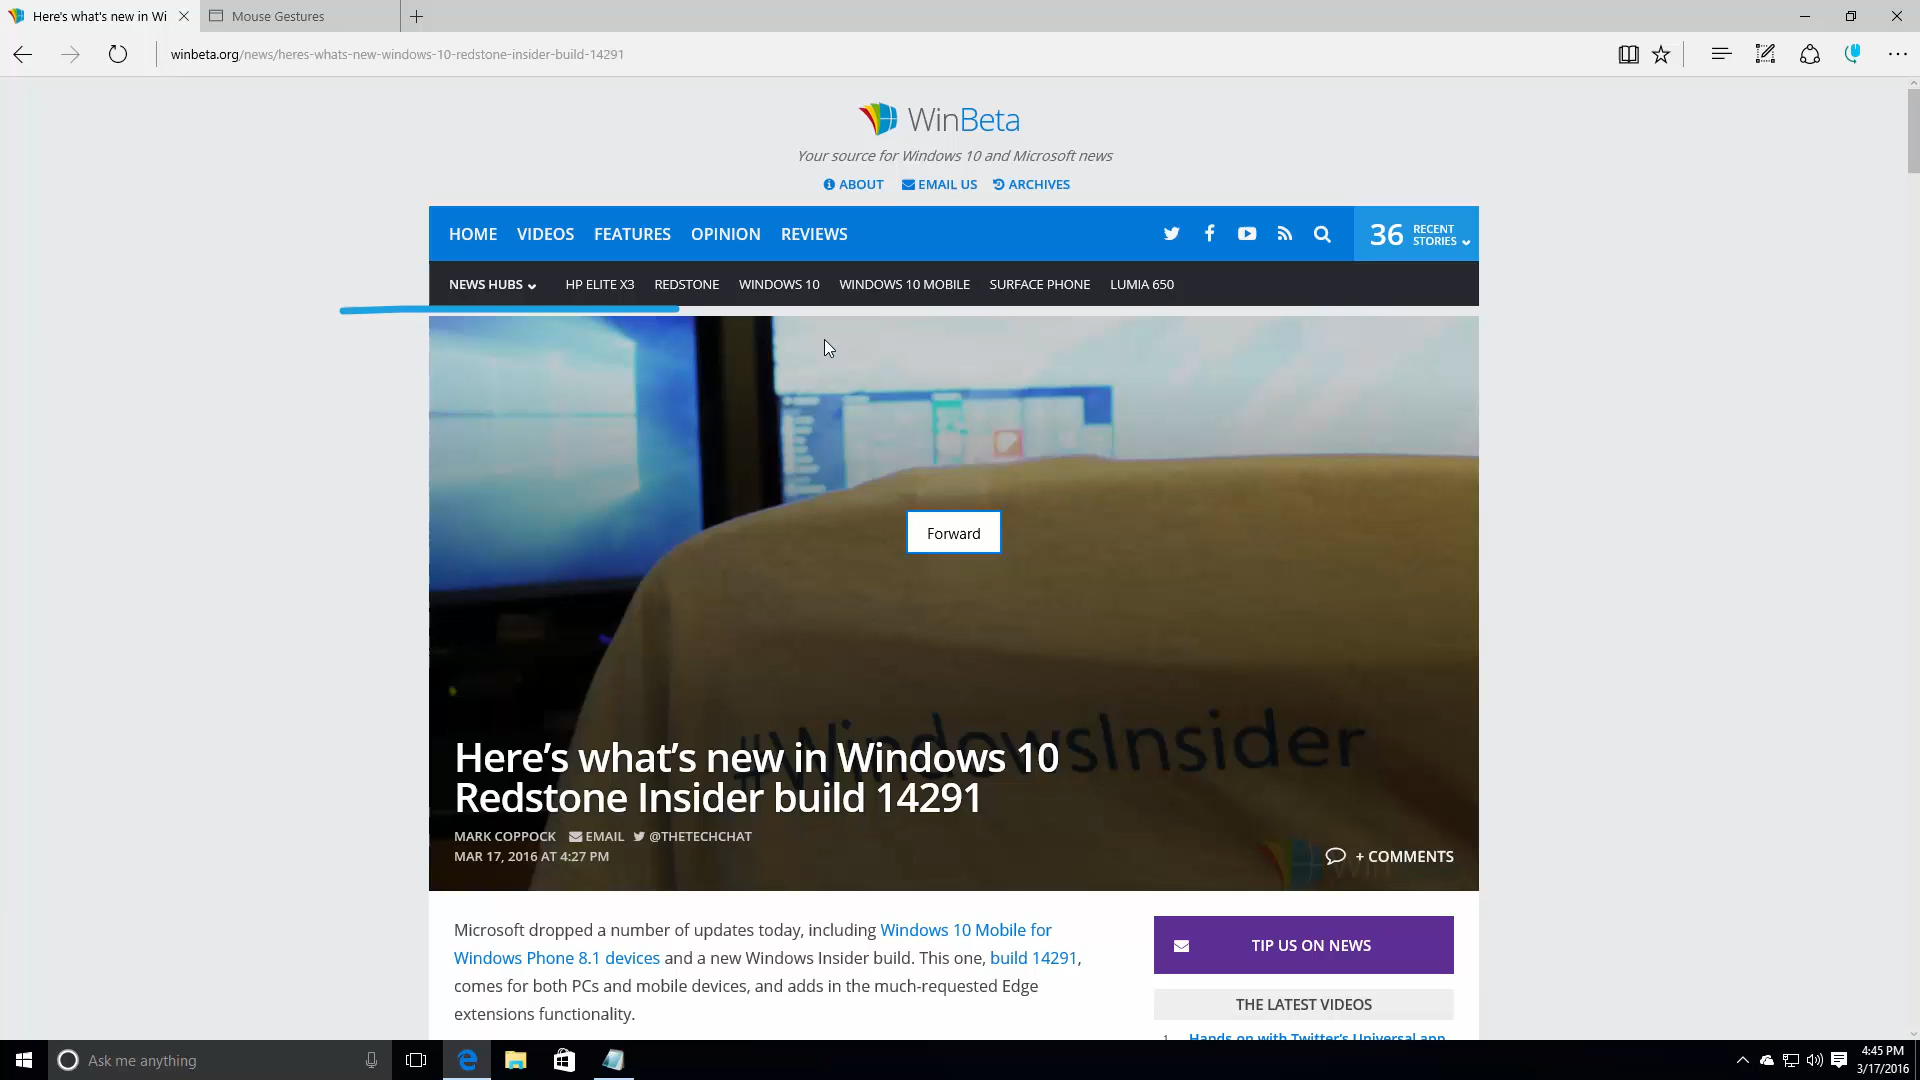 Here's what's new in Wi
Mouse Gestures
winbeta.org/news/heres-whats-new-windows-10-redstone-insider-build-14291
WinBeta
Your source for Windows 10 and Microsoft news
ABOUT EMAIL US ARCHIVES
HOME VIDEOS FEATURES OPINION REVIEWS 36 RECENT STORIES
NEWS HUBS HP ELITE X3 REDSTONE WINDOWS 10 WINDOWS 10 MOBILE SURFACE PHONE LUMIA 650
Forward
#WindowsInsider
Here's what's new in Windows 10
Redstone Insider build 14291
MARK COPPOCK EMAIL @THETECHCHAT
MAR 17, 2016 AT 4:27 PM
+ COMMENTS
Microsoft dropped a number of updates today, including Windows 10 Mobile for
Windows Phone 8.1 devices and a new Windows Insider build. This one, build 14291,
comes for both PCs and mobile devices, and adds in the much-requested Edge
extensions functionality.
TIP US ON NEWS
THE LATEST VIDEOS
1. Hands on with Twitter's Universal app
Ask me anything
4:45 PM
3/17/2016